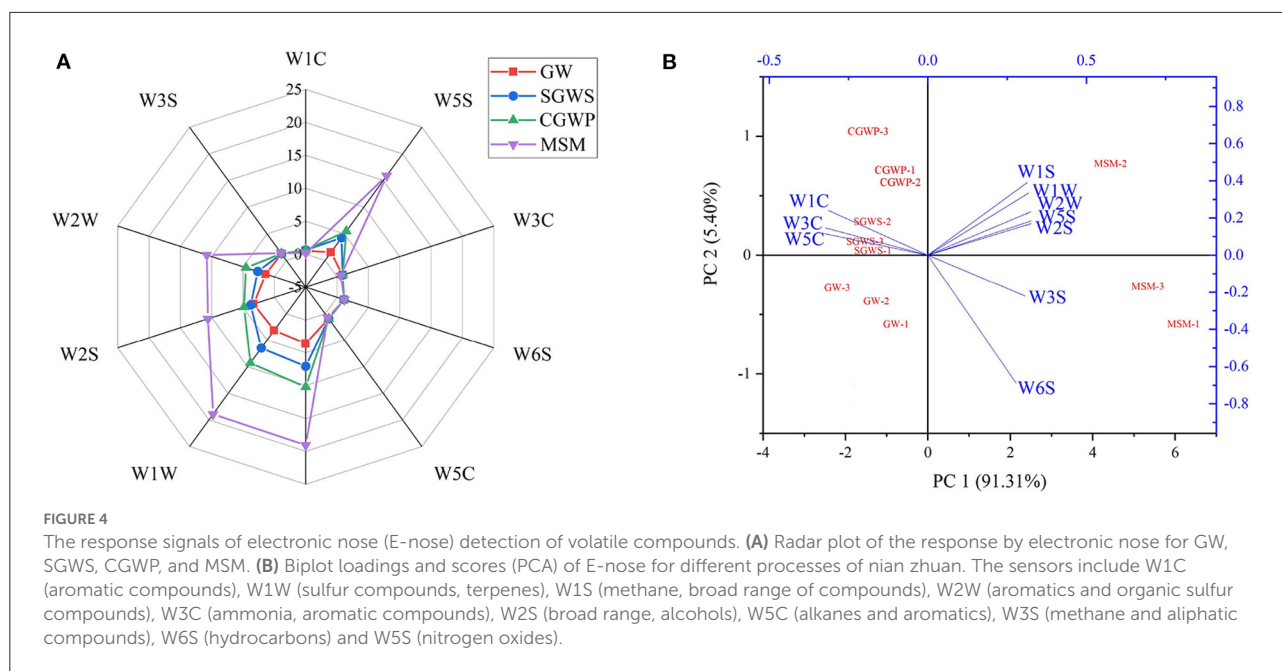 A
W1C
25
20
15
10
5
0
-5
W5S
W3C
W6S
W5C
W1W
W2S
W2W
W3S
GW
SGWS
CGWP
MSM
B
-0.5
0.0
0.5
PC 2 (5.40%)
1
0
-1
CGWP-3
CGWP-1
CGWP-2
SGWS-2
SGWS-3
SGWS-1
GW-3
GW-2
GW-1
MSM-2
MSM-3
MSM-1
W1C
W3C
W5C
W1S
W1W
W2W
W5S
W2S
W3S
W6S
0.8
0.6
0.4
0.2
0.0
-0.2
-0.4
-0.6
-0.8
-4
-2
0
2
4
6
PC 1 (91.31%)
FIGURE 4
The response signals of electronic nose (E-nose) detection of volatile compounds. (A) Radar plot of the response by electronic nose for GW,
SGWS, CGWP, and MSM. (B) Biplot loadings and scores (PCA) of E-nose for different processes of nian zhuan. The sensors include W1C
(aromatic compounds), W1W (sulfur compounds, terpenes), W1S (methane, broad range of compounds), W2W (aromatics and organic sulfur
compounds), W3C (ammonia, aromatic compounds), W2S (broad range, alcohols), W5C (alkanes and aromatics), W3S (methane and aliphatic
compounds), W6S (hydrocarbons) and W5S (nitrogen oxides).